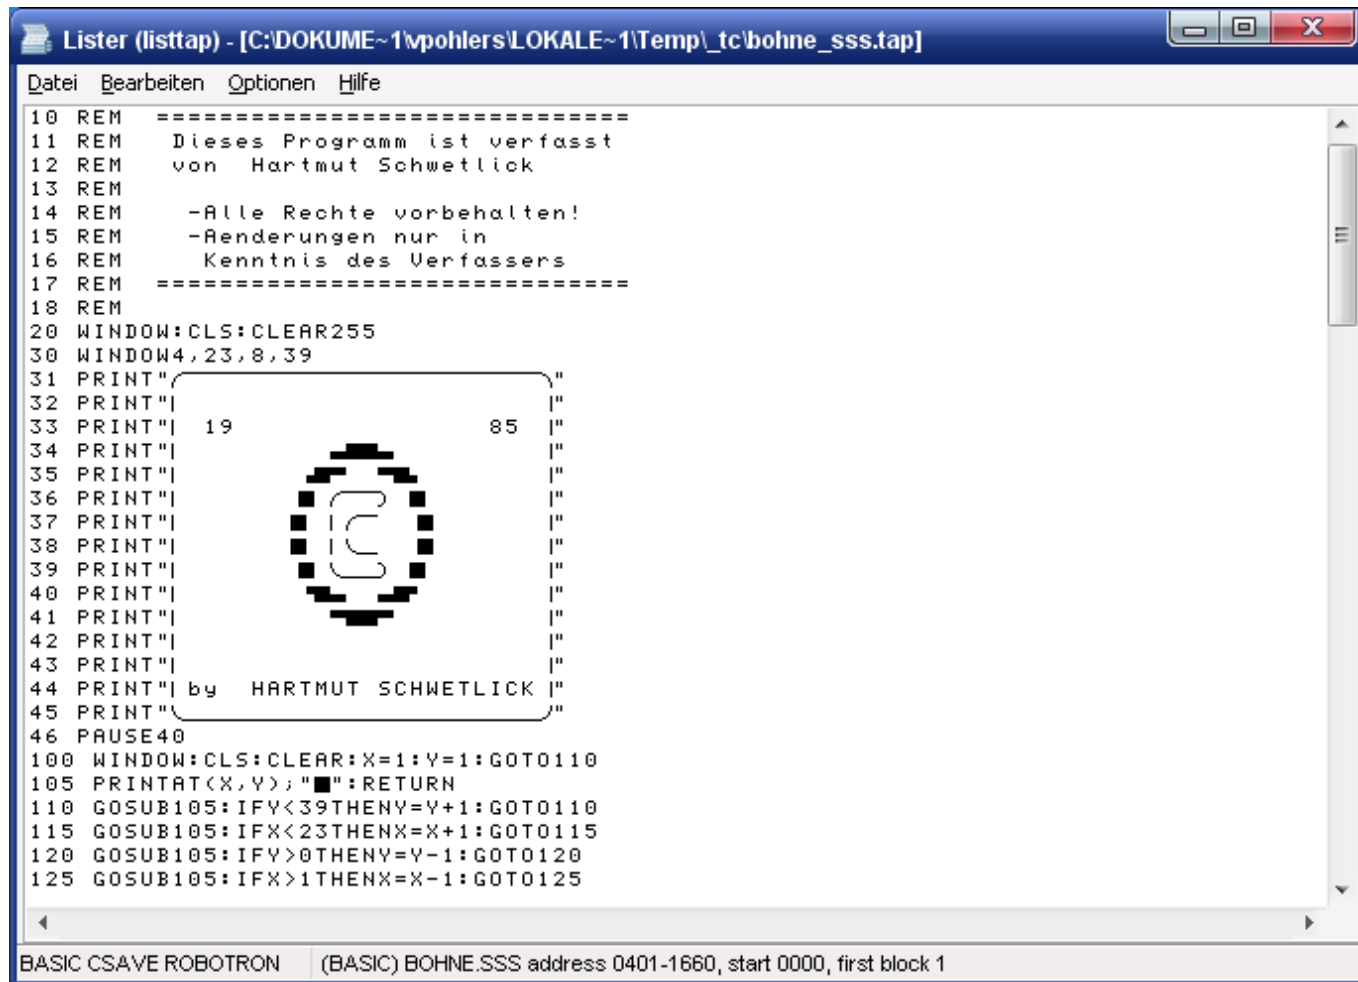 Lister (listtap) - [C:\DOKUME~1\vpohlers\LOKALE~1\Temp\_tc\bohne_sss.tap]
Datei Bearbeiten Optionen Hilfe
10 REM ==============================
11 REM Dieses Programm ist verfasst
12 REM von Hartmut Schwetlick
13 REM
14 REM -Alle Rechte vorbehalten!
15 REM -Aenderungen nur in
16 REM Kenntnis des Verfassers
17 REM ==============================
18 REM
20 WINDOW:CLS:CLEAR255
30 WINDOW4,23,8,39
31 PRINT" "
32 PRINT"| |"
33 PRINT"| 19 85 |"
34 PRINT"| |"
35 PRINT"| |"
36 PRINT"| |"
37 PRINT"| |"
38 PRINT"| |"
39 PRINT"| |"
40 PRINT"| |"
41 PRINT"| |"
42 PRINT"| |"
43 PRINT"| |"
44 PRINT"| by HARTMUT SCHWETLICK |"
45 PRINT" "
46 PAUSE40
100 WINDOW:CLS:CLEAR:X=1:Y=1:GOTO110
105 PRINTAT(X,Y);"■":RETURN
110 GOSUB105:IFY<39THENY=Y+1:GOTO110
115 GOSUB105:IFX<23THENX=X+1:GOTO115
120 GOSUB105:IFY>0THENY=Y-1:GOTO120
125 GOSUB105:IFX>1THENX=X-1:GOTO125
BASIC CSAVE ROBOTRON (BASIC) BOHNE.SSS address 0401-1660, start 0000, first block 1